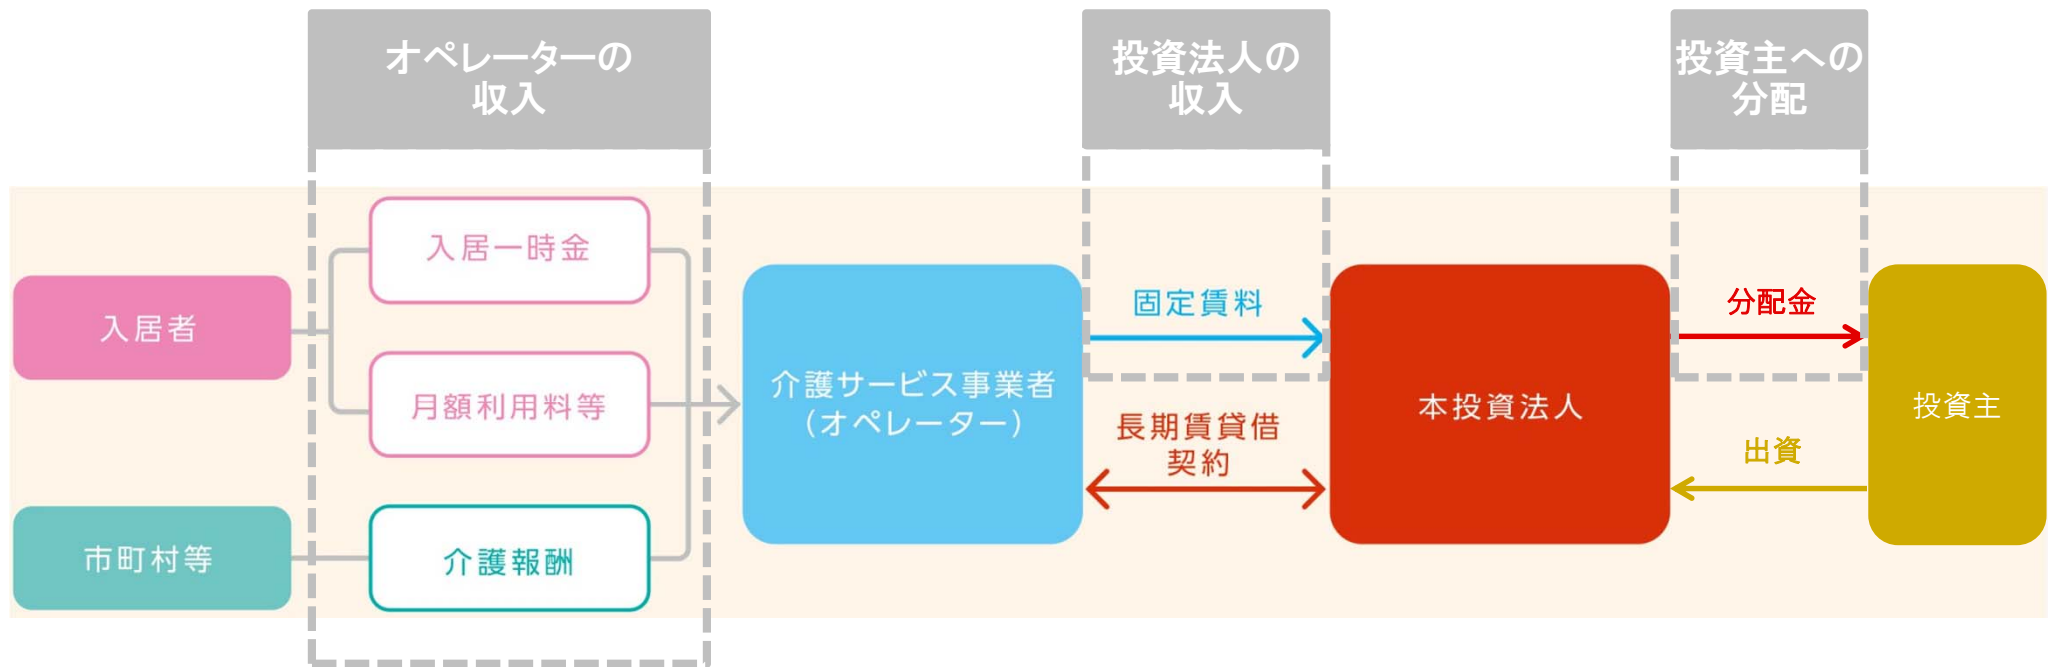 オペレーターの
収入
投資法人の
収入
投資主への
分配
入居者
入居一時金
月額利用料等
市町村等
介護報酬
介護サービス事業者
（オペレーター）
固定賃料
長期賃貸借
契約
本投資法人
分配金
出資
投資主